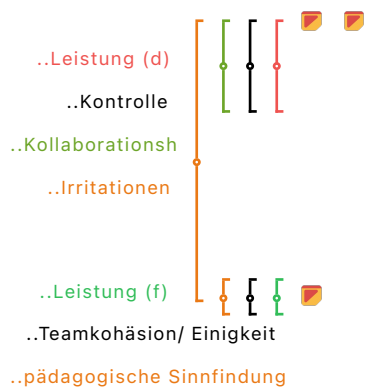 ..Leistung (d)
..Kontrolle
..Kollaborationsh
..Irritationen
..Leistung (f)
..Teamkohäsion/ Einigkeit
..pädagogische Sinnfindung